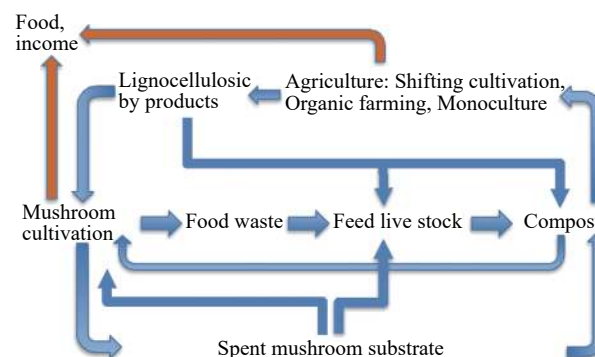 Food,
income
Lignocellulosic
by products
Agriculture: Shifting cultivation,
Organic farming, Monoculture
Mushroom
cultivation
Food waste
Feed live stock
Compos
Spent mushroom substrate